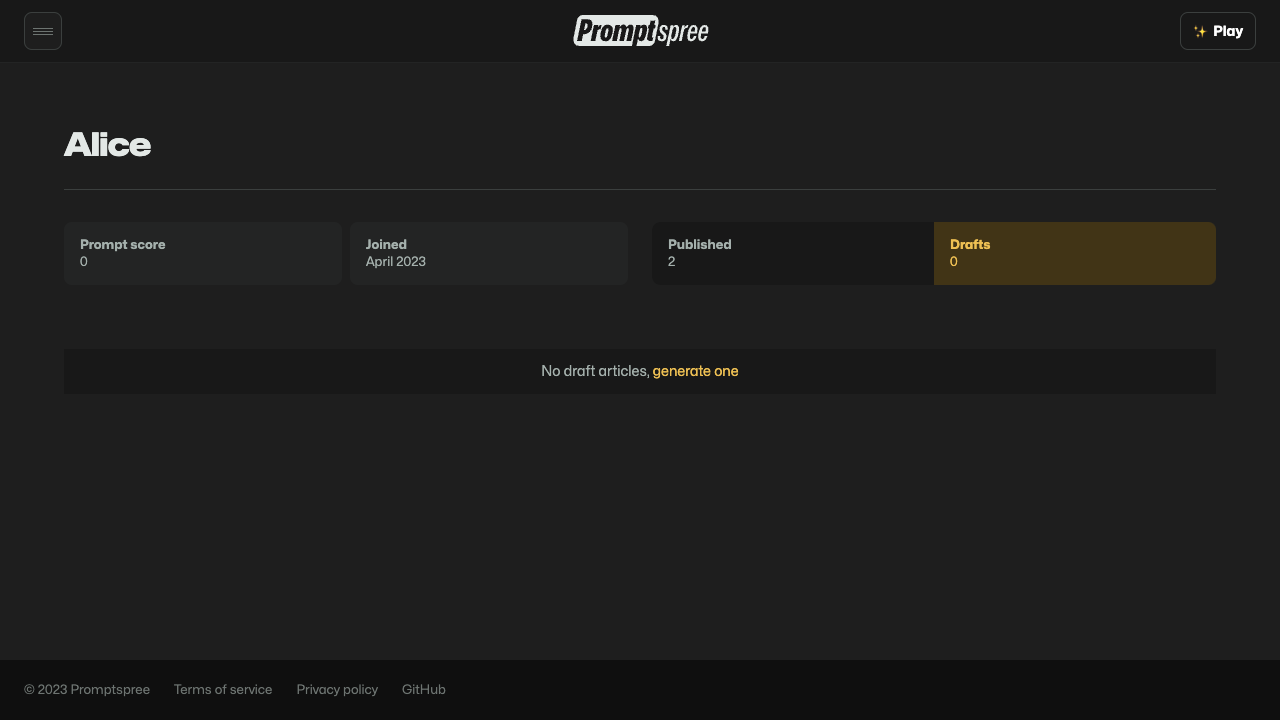 Promptspree
✨ Play
Alice
Prompt score
0
Joined
April 2023
Published
2
Drafts
0
No draft articles, generate one
© 2023 Promptspree
Terms of service
Privacy policy
GitHub